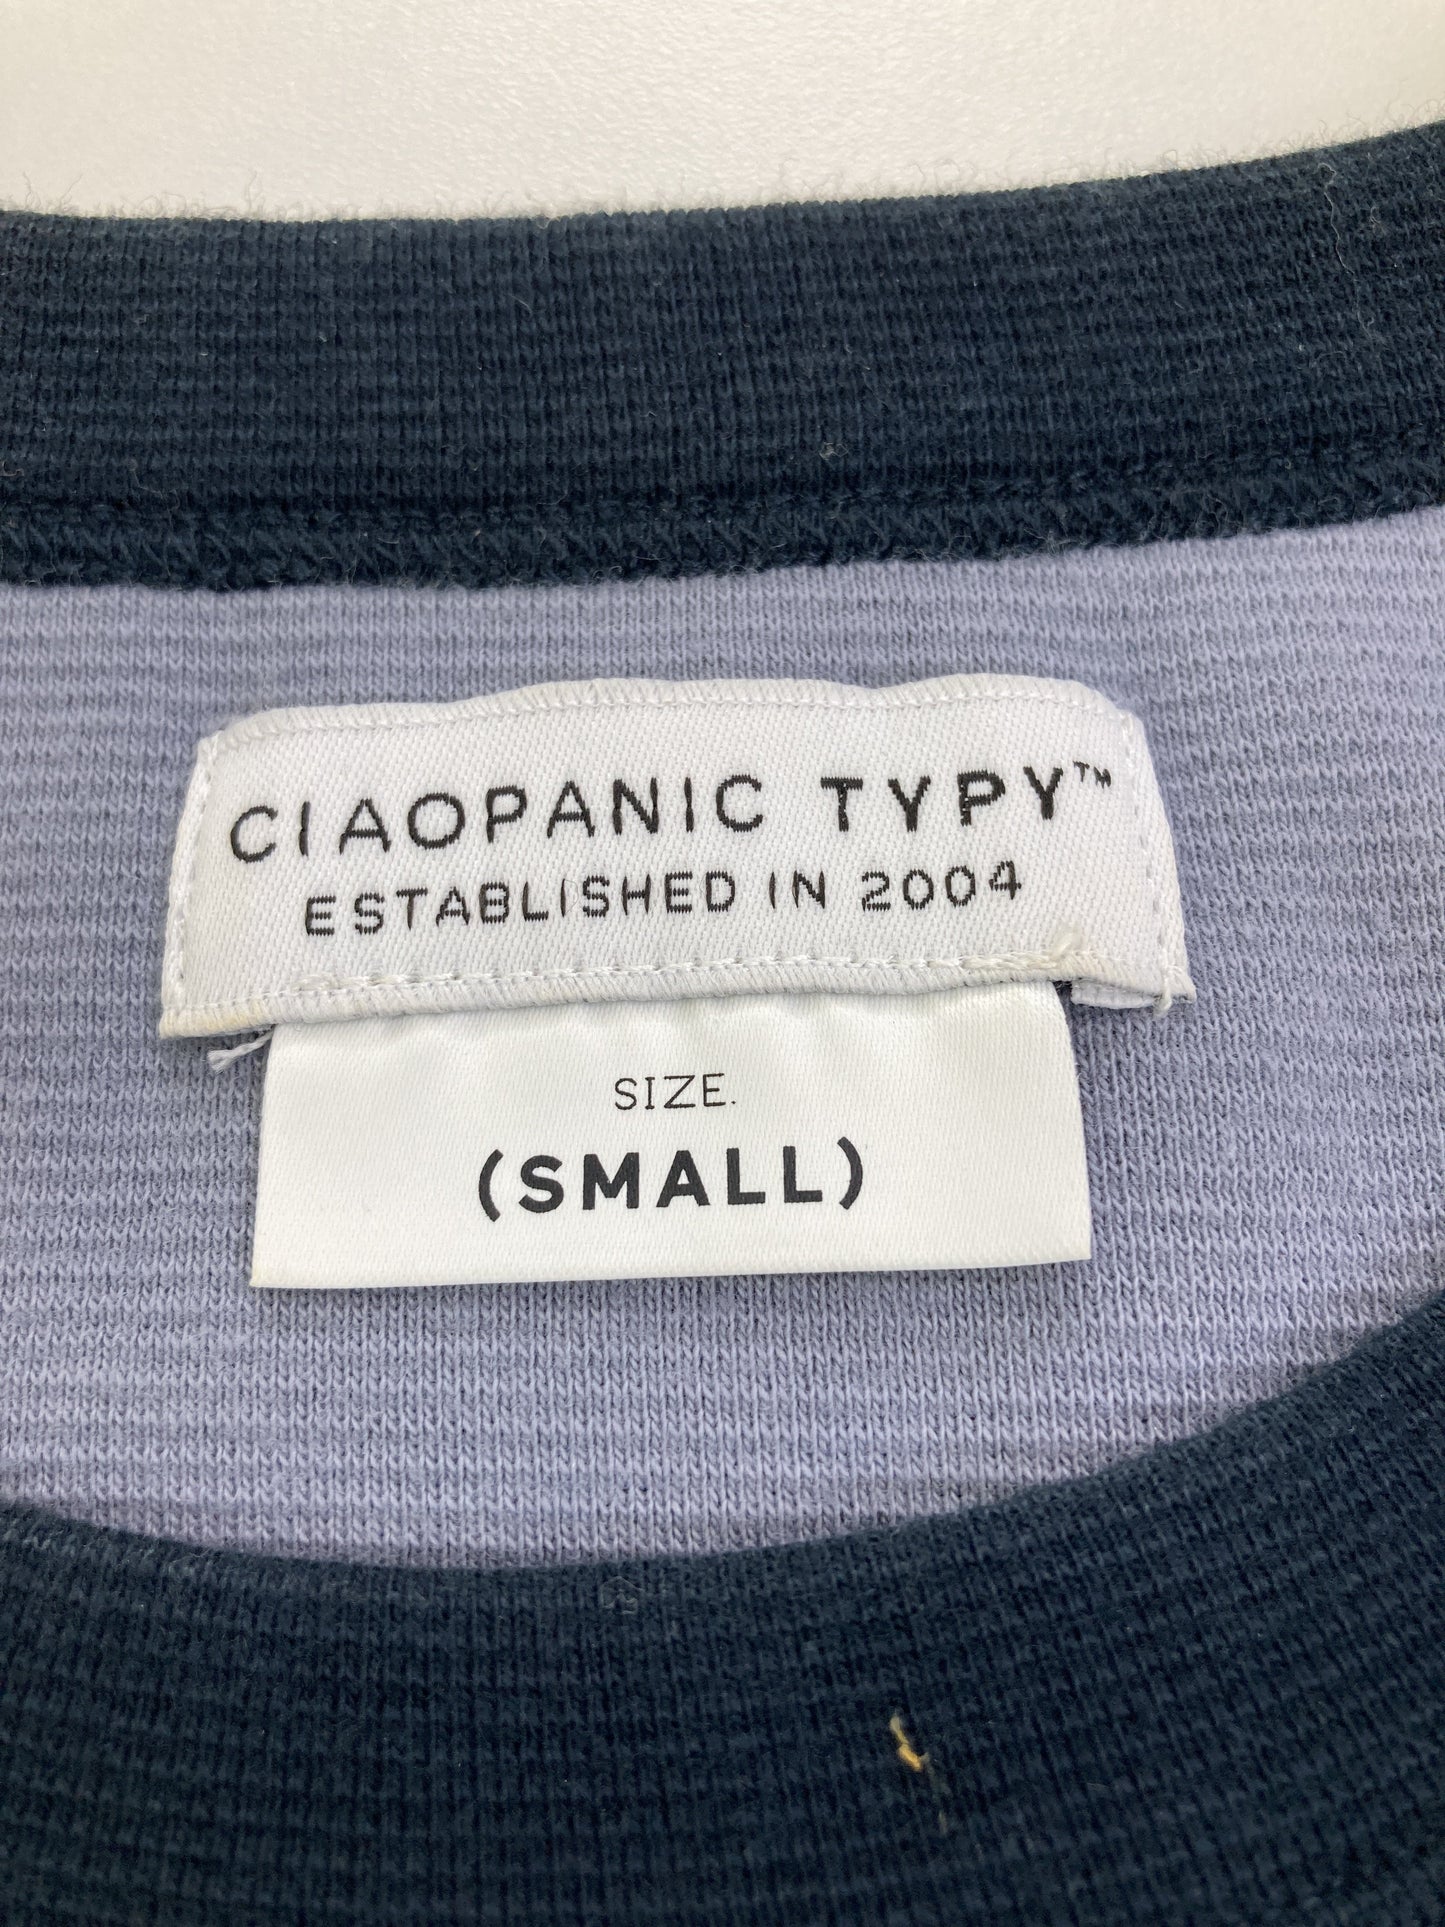 CIAOPANIC TYPY™
ESTABLISHED IN 2004
SIZE.
(SMALL)